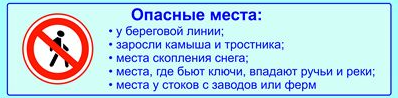 Опасные места:
• у береговой линии;
• заросли камыша и тростника;
• места скопления снега;
• места, где бьют ключи, впадают ручьи и реки;
• места у стоков с заводов или ферм